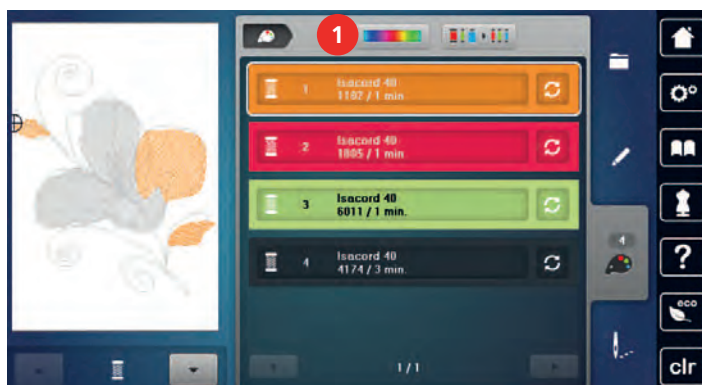 1
1 Isacord 40
1102 / 1 min.
2 Isacord 40
1805 / 1 min.
3 Isacord 40
6011 / 1 min.
4 Isacord 40
4174 / 3 min.
1/1
4
?
eco
clr